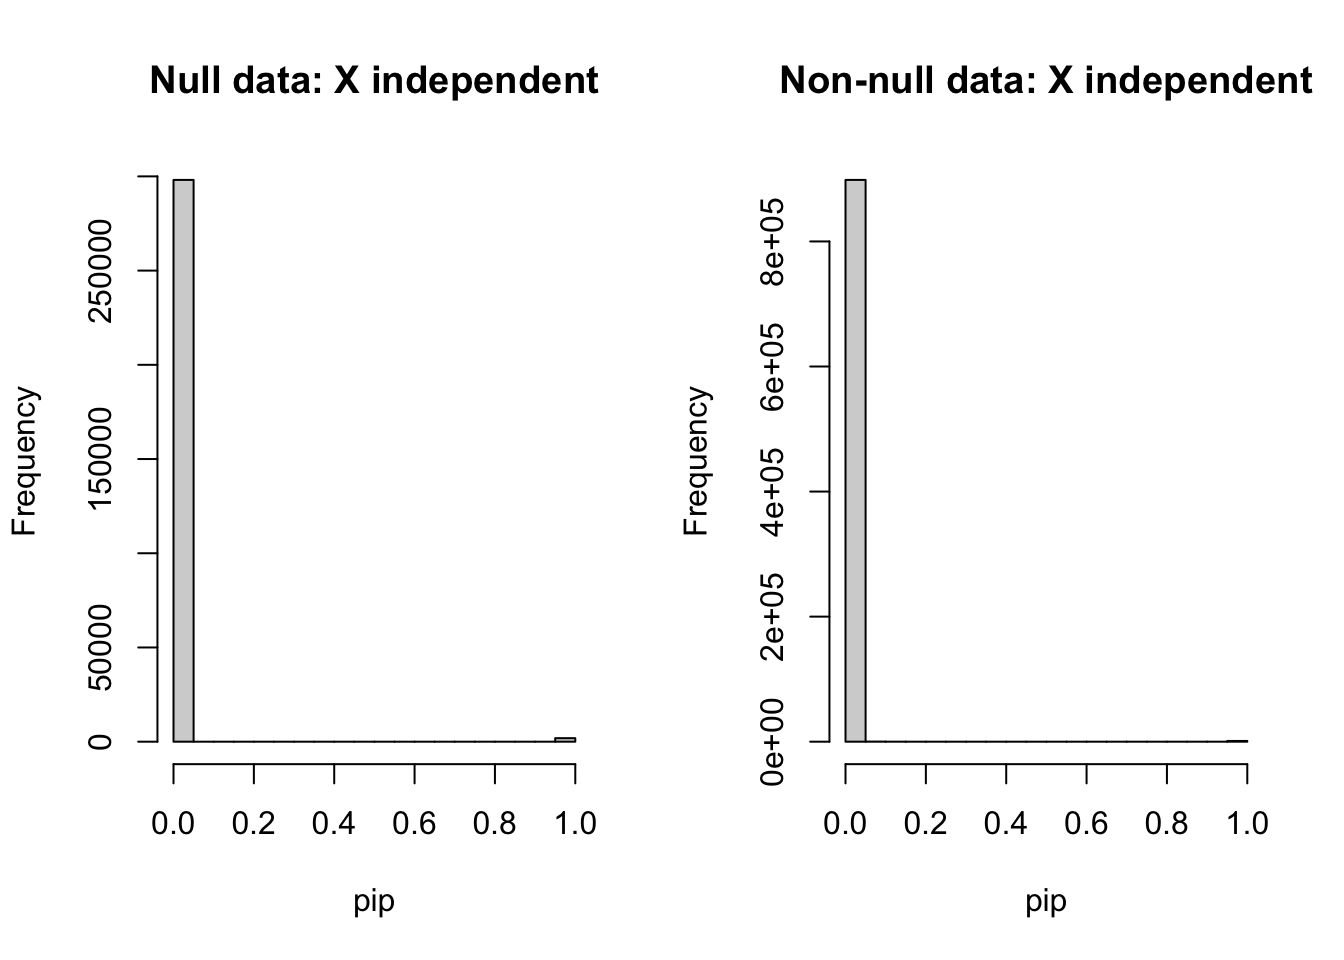 Null data: X independent
Frequency
0
50000
150000
250000
0.0 0.2 0.4 0.6 0.8 1.0
pip
Non-null data: X independent
Frequency
0e+00
2e+05
4e+05
6e+05
8e+05
0.0 0.2 0.4 0.6 0.8 1.0
pip